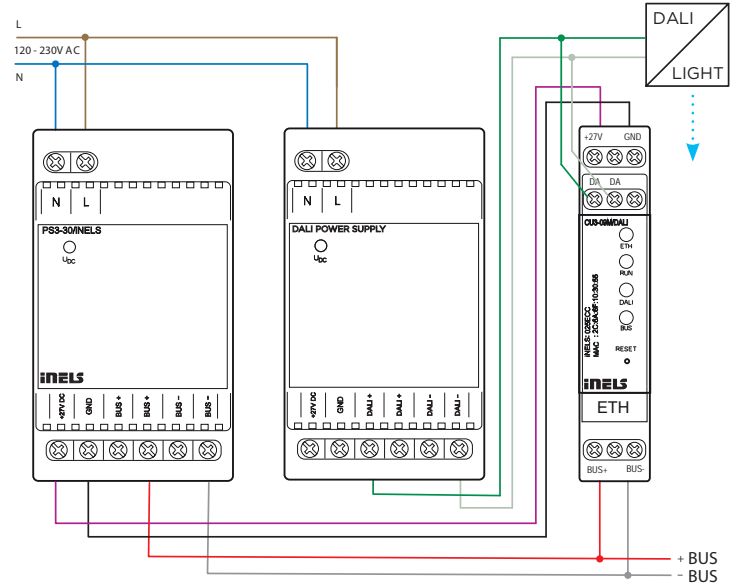 L
120 - 230V AC
N
DALI
LIGHT
+27V
GND
DA DA
N L
PS3-30/INELS
UDC
iNELS
+27V DC
GND
BUS +
BUS +
BUS -
BUS -
N L
DALI POWER SUPPLY
UDC
+27V DC
GND
DALI +
DALI +
DALI -
DALI -
CU3-09M/DALI
ETH
RUN
DALI
BUS
RESET
iNELS
ETH
BUS+
BUS-
+ BUS
- BUS